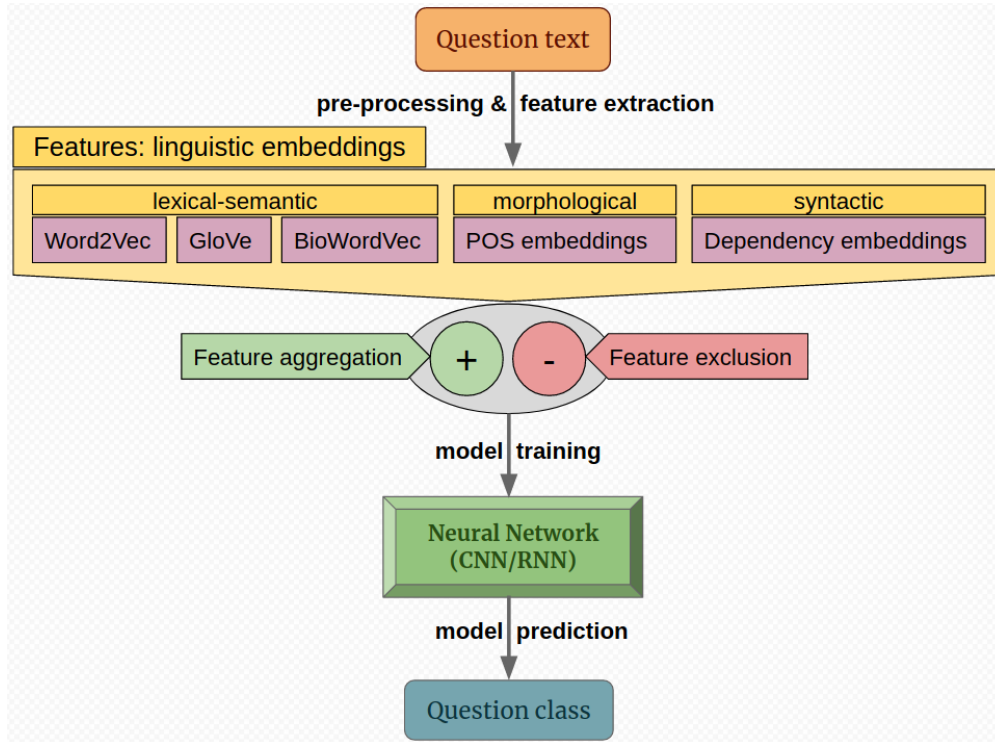 Question text
pre-processing & feature extraction
Features: linguistic embeddings
lexical-semantic
morphological
syntactic
Word2Vec
GloVe
BioWordVec
POS embeddings
Dependency embeddings
Feature aggregation
+
-
Feature exclusion
model training
Neural Network
(CNN/RNN)
model prediction
Question class